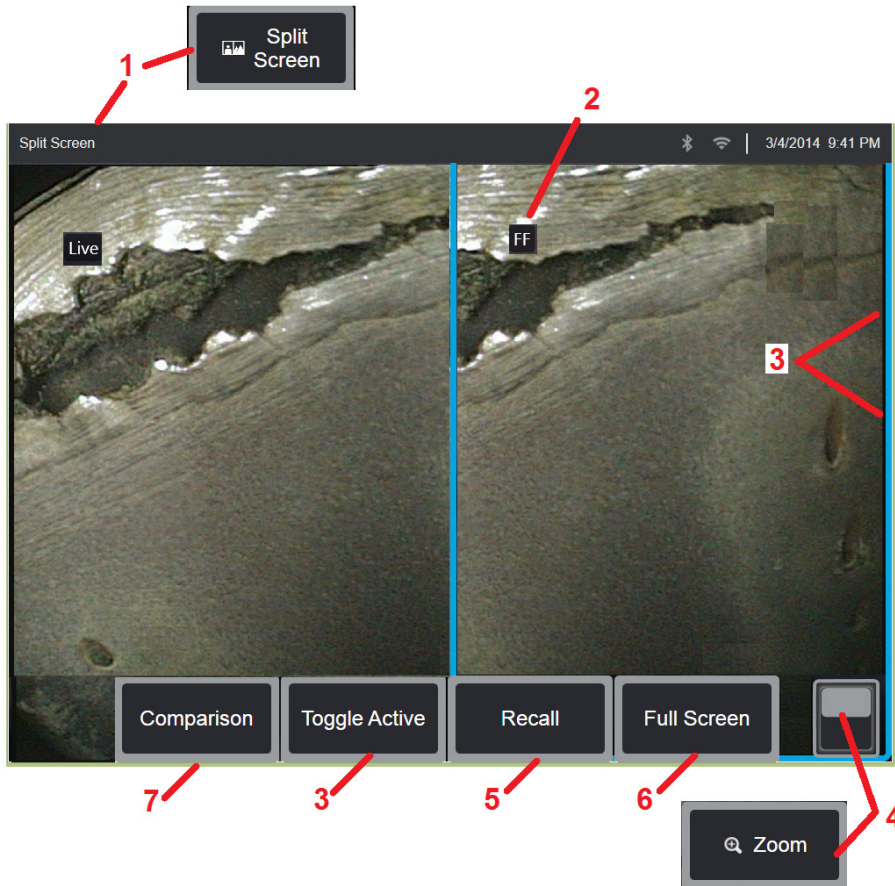 Split
Screen
1
2
Split Screen
3/4/2014 9:41 PM
Live
FF
3
Comparison
Toggle Active
Recall
Full Screen
7
3
5
6
4
Zoom